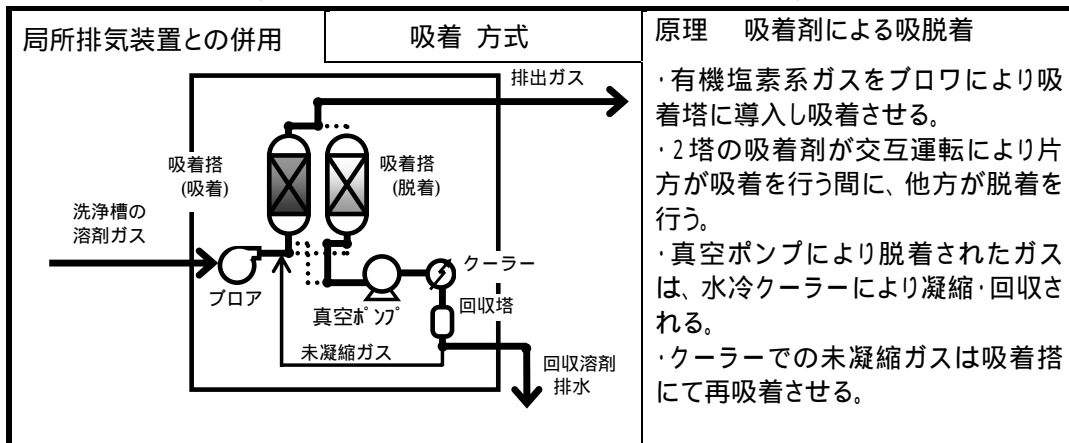 局所排気装置との併用
吸着 方式
排出ガス
吸着搭
(吸着)
吸着搭
(脱着)
洗浄槽の
溶剤ガス
ブロア
クーラー
真空ポンプ
回収塔
未凝縮ガス
回収溶剤
排水
原理 吸着剤による吸脱着
・有機塩素系ガスをブロワにより吸
着塔に導入し吸着させる。
・2塔の吸着剤が交互運転により片
方が吸着を行う間に、他方が脱着を
行う。
・真空ポンプにより脱着されたガス
は、水冷クーラーにより凝縮・回収さ
れる。
・クーラーでの未凝縮ガスは吸着搭
にて再吸着させる。